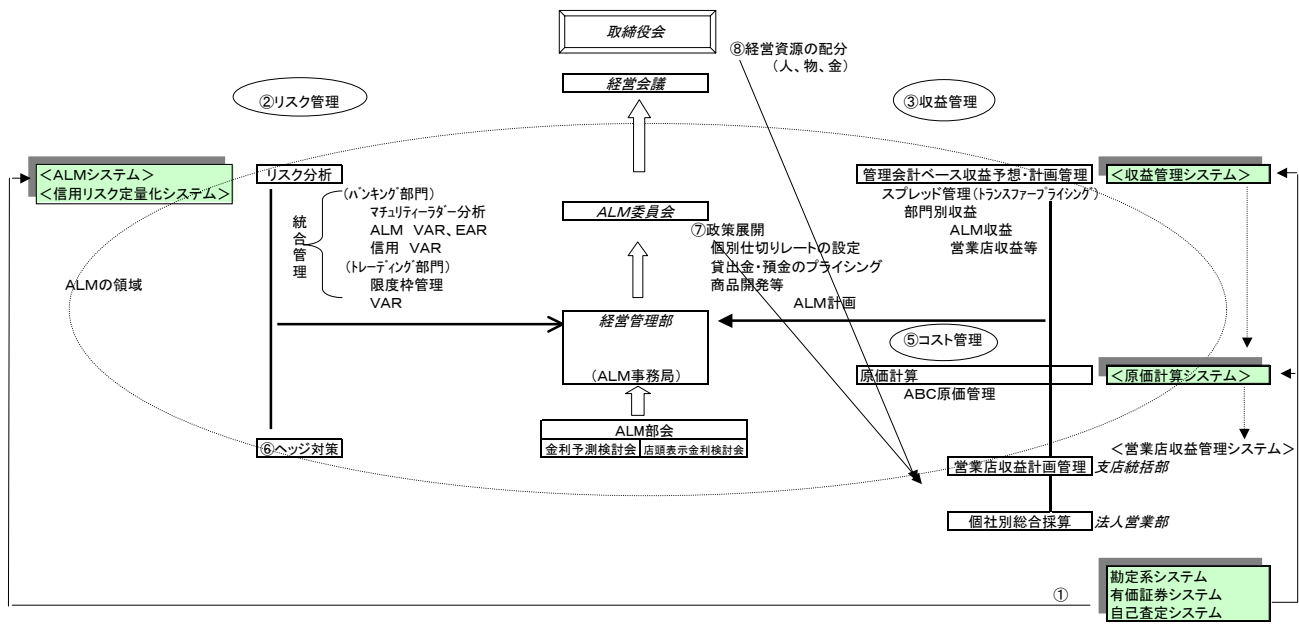 取締役会
⑧経営資源の配分
(人、物、金)
経営会議
②リスク管理
③収益管理
<ALMシステム>
<信用リスク定量化システム>
リスク分析
(バンキング部門)
マチュリティーラダー分析
ALM VAR、EAR
信用 VAR
(トレーディング部門)
限度枠管理
VAR
統合管理
ALMの領域
ALM委員会
⑦政策展開
個別仕切りレートの設定
貸出金・預金のプライシング
商品開発等
管理会計ベース収益予想・計画管理
スプレッド管理(トランスファープライシング)
部門別収益
ALM収益
営業店収益等
<収益管理システム>
ALM計画
経営管理部
(ALM事務局)
⑤コスト管理
原価計算
ABC原価管理
<原価計算システム>
ALM部会
金利予測検討会
店頭表示金利検討会
⑥ヘッジ対策
<営業店収益管理システム>
営業店収益計画管理
支店統括部
個社別総合採算
法人営業部
①
勘定系システム
有価証券システム
自己査定システム